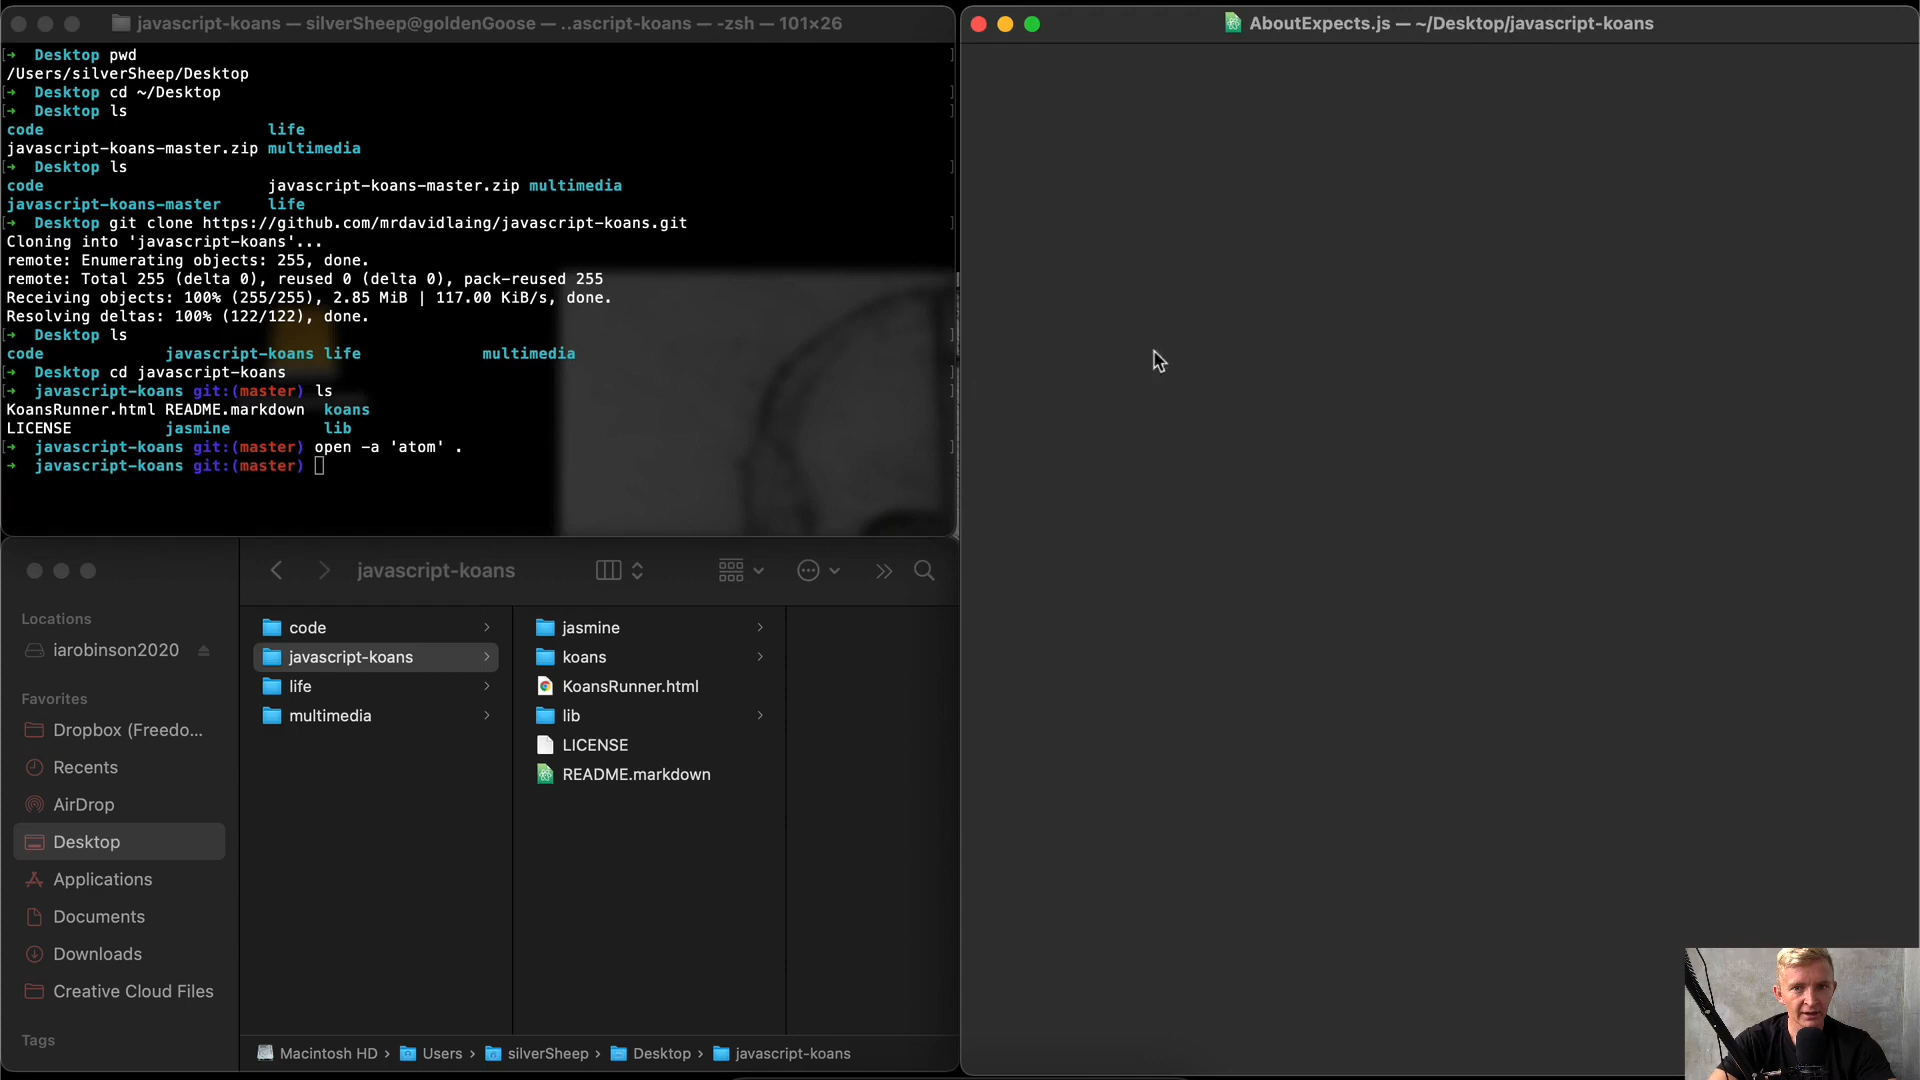 javascript-koans — silverSheep@goldenGoose — ..ascript-koans — -zsh — 101×26
[➜  Desktop pwd ]
/Users/silverSheep/Desktop
[➜  Desktop cd ~/Desktop ]
[➜  Desktop ls ]
code life
javascript-koans-master.zip multimedia
[➜  Desktop ls ]
code javascript-koans-master.zip multimedia
javascript-koans-master life
[➜  Desktop git clone https://github.com/mrdavidlaing/javascript-koans.git ]
Cloning into 'javascript-koans'...
remote: Enumerating objects: 255, done.
remote: Total 255 (delta 0), reused 0 (delta 0), pack-reused 255
Receiving objects: 100% (255/255), 2.85 MiB | 117.00 KiB/s, done.
Resolving deltas: 100% (122/122), done.
[➜  Desktop ls ]
code javascript-koans life multimedia
[➜  Desktop cd javascript-koans ]
[➜  javascript-koans git:(master) ls ]
KoansRunner.html README.markdown koans
LICENSE jasmine lib
[➜  javascript-koans git:(master) open -a 'atom' . ]
➜  javascript-koans git:(master)
AboutExpects.js — ~/Desktop/javascript-koans
javascript-koans
Locations
iarobinson2020
Favorites
Dropbox (Freedo...
Recents
AirDrop
Desktop
Applications
Documents
Downloads
Creative Cloud Files
Tags
code
javascript-koans
life
multimedia
jasmine
koans
KoansRunner.html
lib
LICENSE
README.markdown
Macintosh HD › Users › silverSheep › Desktop › javascript-koans